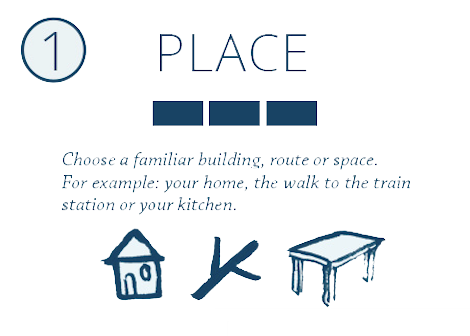 1
PLACE
Choose a familiar building, route or space.
For example: your home, the walk to the train
station or your kitchen.